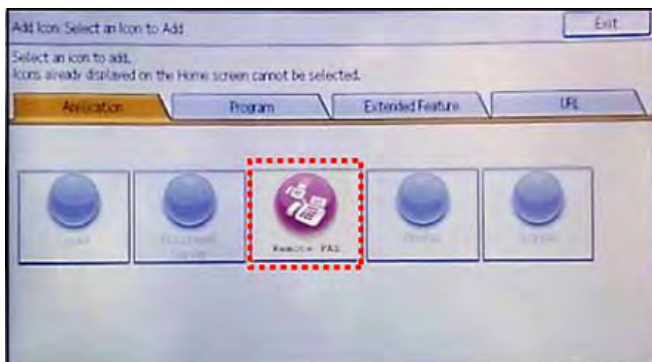 Add Icon: Select an Icon to Add
Exit
Select an icon to add.
Icons already displayed on the Home screen cannot be selected.
Application
Program
Extended Feature
URL
Remote FAX